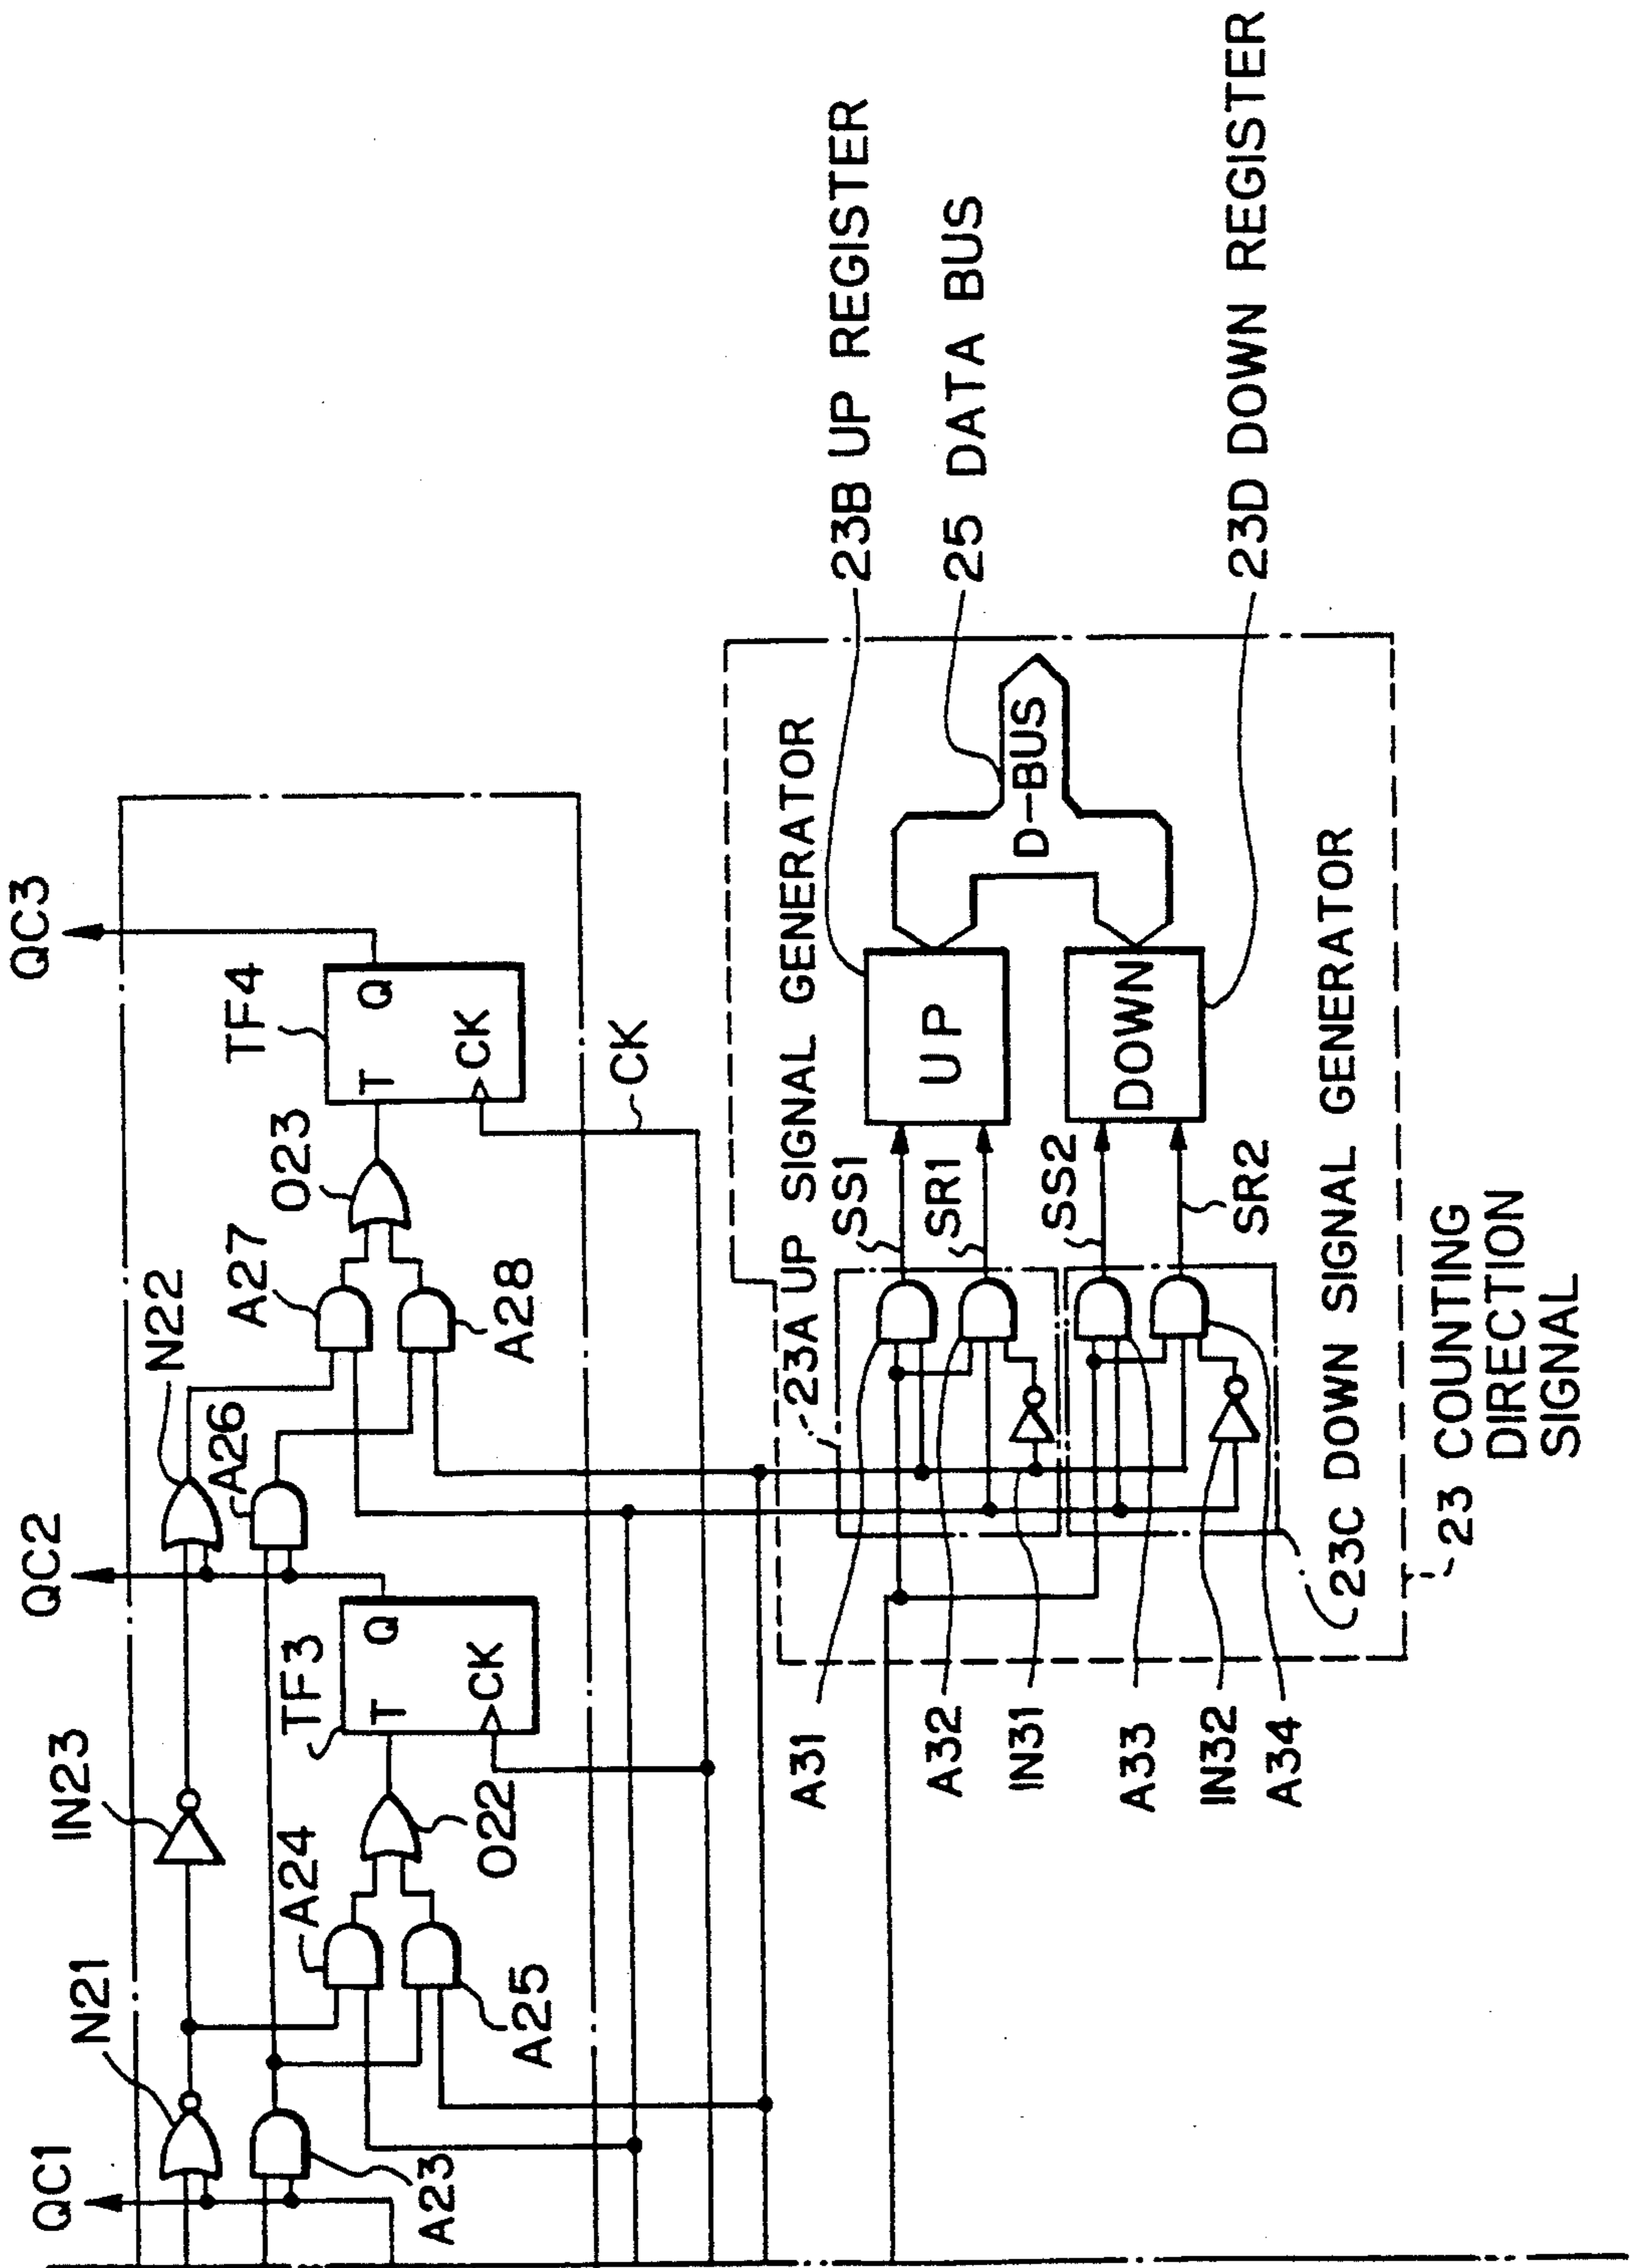 QC1
QC2
QC3
N21
IN23
N22
A26
A27
O23
TF4
T
Q
CK
A28
CK
A23
A24
A25
O22
TF3
T
Q
CK
23A UP SIGNAL GENERATOR
SS1
SR1
SS2
SR2
UP
DOWN
D-BUS
23B UP REGISTER
25 DATA BUS
23D DOWN REGISTER
A31
A32
IN31
A33
IN32
A34
23C DOWN SIGNAL GENERATOR
23 COUNTING
DIRECTION
SIGNAL